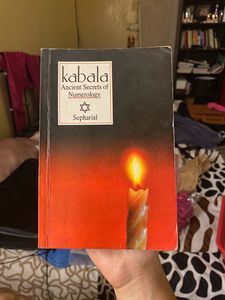 kabala
Ancient Secrets of
Numerology
Sepharial